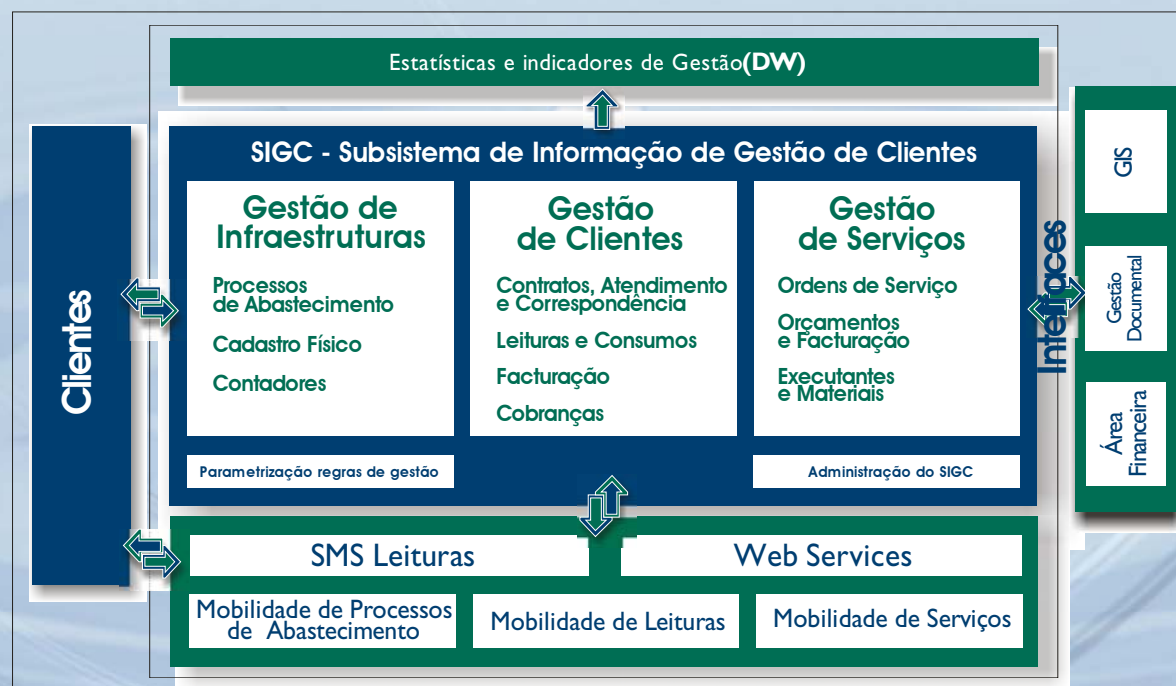 Estatísticas e indicadores de Gestão(DW)
Clientes
SIGC - Subsistema de Informação de Gestão de Clientes
Gestão de
Infraestruturas
Processos
de Abastecimento
Cadastro Físico
Contadores
Gestão
de Clientes
Contratos, Atendimento
e Correspondência
Leituras e Consumos
Facturação
Cobranças
Gestão
de Serviços
Ordens de Serviço
Orçamentos
e Facturação
Executantes
e Materiais
Parametrização regras de gestão
Administração do SIGC
Interfaces
GIS
Gestão
Documental
Área
Financeira
SMS Leituras
Web Services
Mobilidade de Processos
de Abastecimento
Mobilidade de Leituras
Mobilidade de Serviços